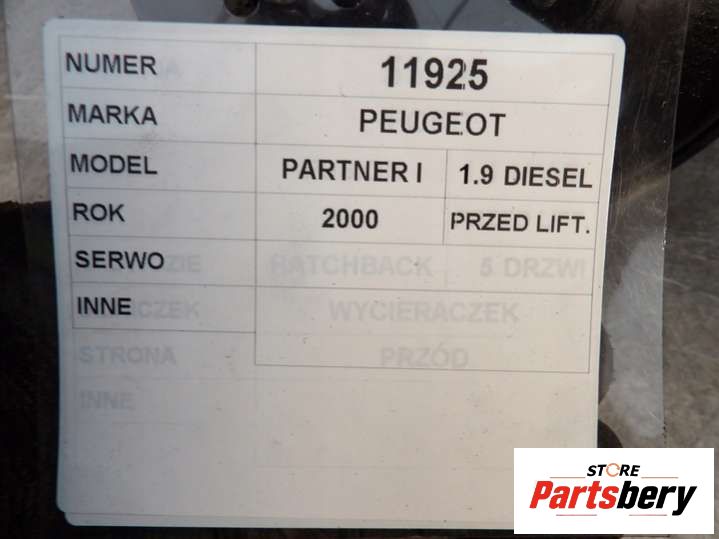 NUMER 11925
MARKA PEUGEOT
MODEL PARTNER I 1.9 DIESEL
ROK 2000 PRZED LIFT.
SERWO HATCHBACK 5 DRZWI
INNE WYCIERACZEK
STRONA PRZÓD
INNE
STORE
Partsbery